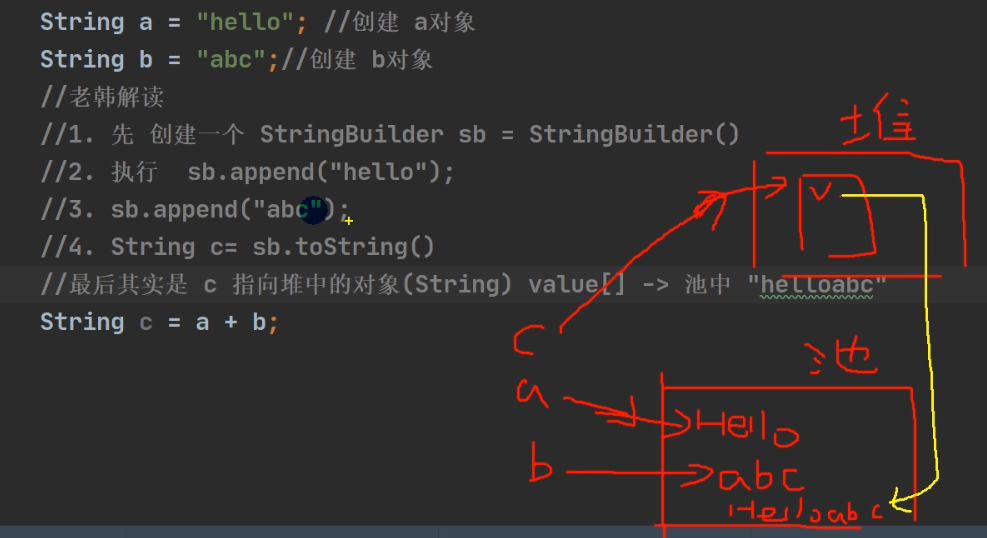 String a = "hello"; //创建 a对象
String b = "abc";//创建 b对象
//老韩解读
//1. 先 创建一个 StringBuilder sb = StringBuilder()
//2. 执行  sb.append("hello");
//3. sb.append("abc");
//4. String c= sb.toString()
//最后其实是 c 指向堆中的对象(String) value[] -> 池中 "helloabc"
String c = a + b;
堆
v
c
池
a
Hello
b
abc
Helloabc